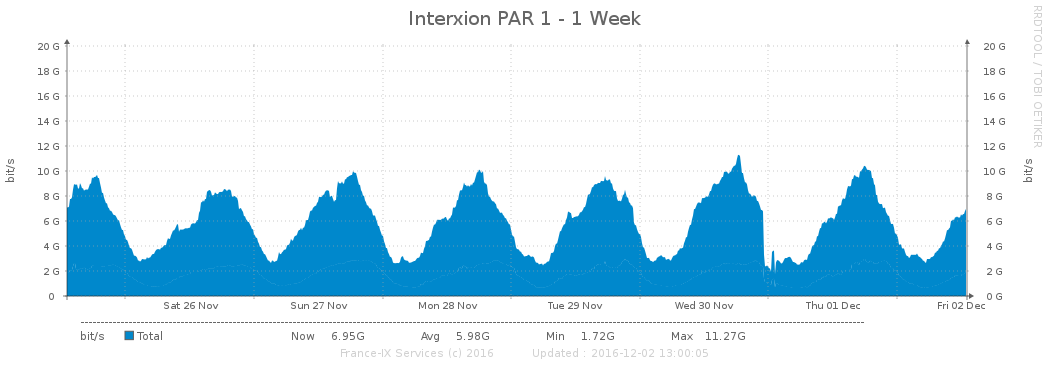 Interxion PAR 1 - 1 Week
RRDTOOL / TOBI OETIKER
bit/s
20 G 20 G
18 G 18 G
16 G 16 G
14 G 14 G
12 G 12 G
10 G 10 G
8 G 8 G
6 G 6 G
4 G 4 G
2 G 2 G
0 0 G
bit/s
Sat 26 Nov Sun 27 Nov Mon 28 Nov Tue 29 Nov Wed 30 Nov Thu 01 Dec Fri 02 Dec
bit/s Total Now 6.95G Avg 5.98G Min 1.72G Max 11.27G
France-IX Services (c) 2016 Updated : 2016-12-02 13:00:05